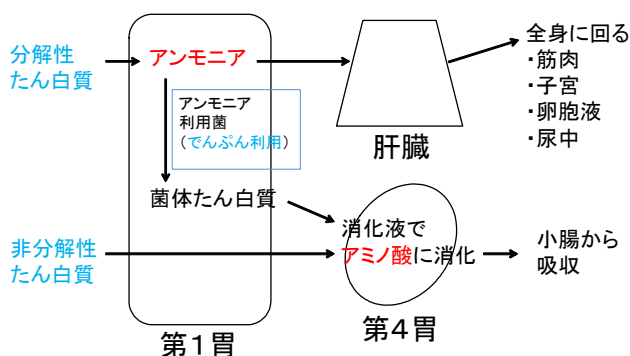 分解性
たん白質
アンモニア
アンモニア
利用菌
（でんぷん利用）
菌体たん白質
非分解性
たん白質
第１胃
肝臓
全身に回る
・筋肉
・子宮
・卵胞液
・尿中
消化液で
アミノ酸に消化
第４胃
小腸から
吸収